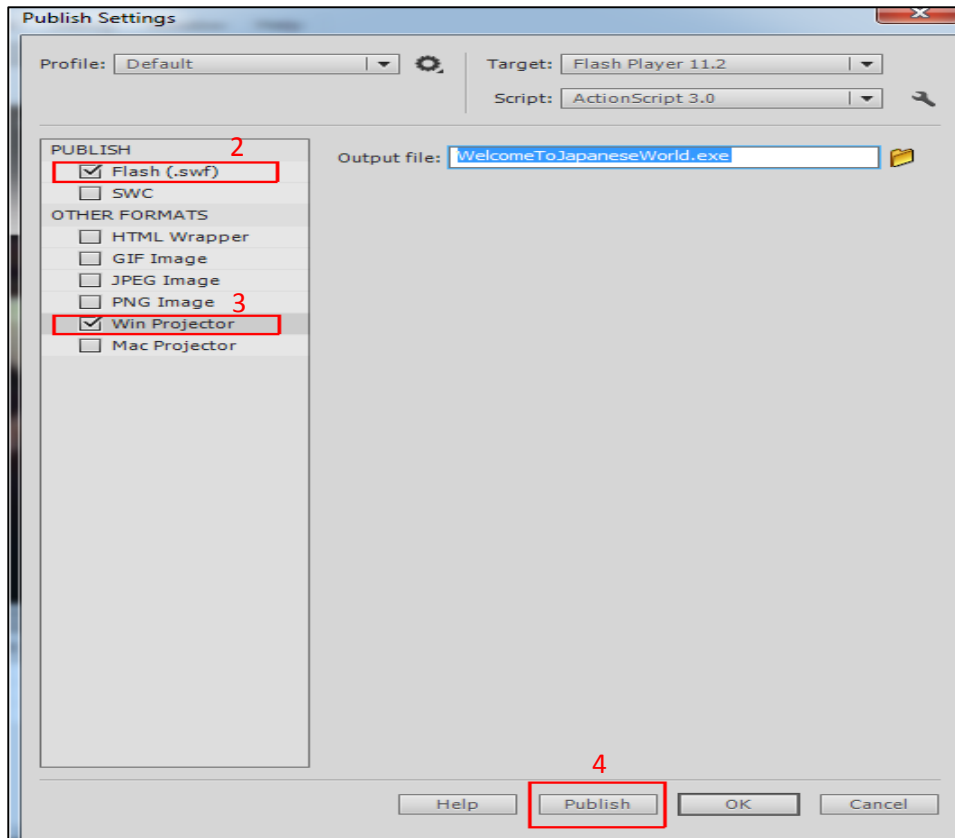 Publish Settings
Profile: Default
Target: Flash Player 11.2
Script: ActionScript 3.0
PUBLISH 2
Flash (.swf)
SWC
OTHER FORMATS
HTML Wrapper
GIF Image
JPEG Image
PNG Image 3
Win Projector
Mac Projector
Output file: WelcomeToJapaneseWorld.exe
4
Help Publish OK Cancel